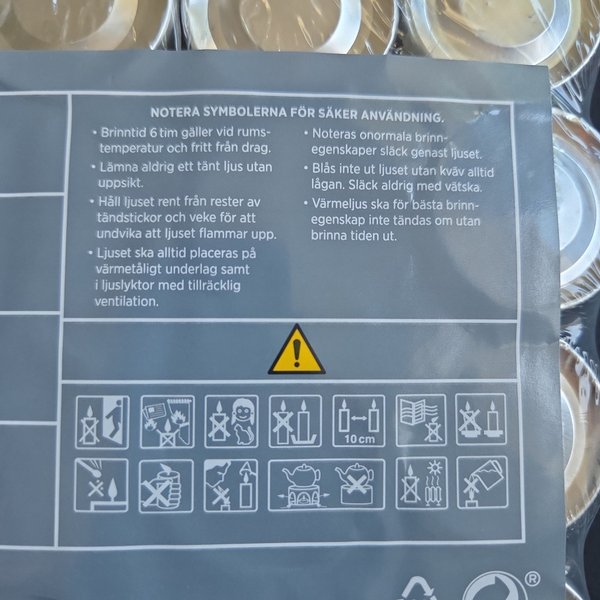 NOTERA SYMBOLERNA FÖR SÄKER ANVÄNDNING.
• Brinntid 6 tim gäller vid rums-
temperatur och fritt från drag.
• Lämna aldrig ett tänt ljus utan
uppsikt.
• Håll ljuset rent från rester av
tändstickor och veke för att
undvika att ljuset flammar upp.
• Ljuset ska alltid placeras på
värmetåligt underlag samt
i ljuslyktor med tillräcklig
ventilation.
• Noteras onormala brinn-
egenskaper släck genast ljuset.
• Blås inte ut ljuset utan kväv alltid
lågan. Släck aldrig med vätska.
• Värmeljus ska för bästa brinn-
egenskap inte tändas om utan
brinna tiden ut.
10 cm
®